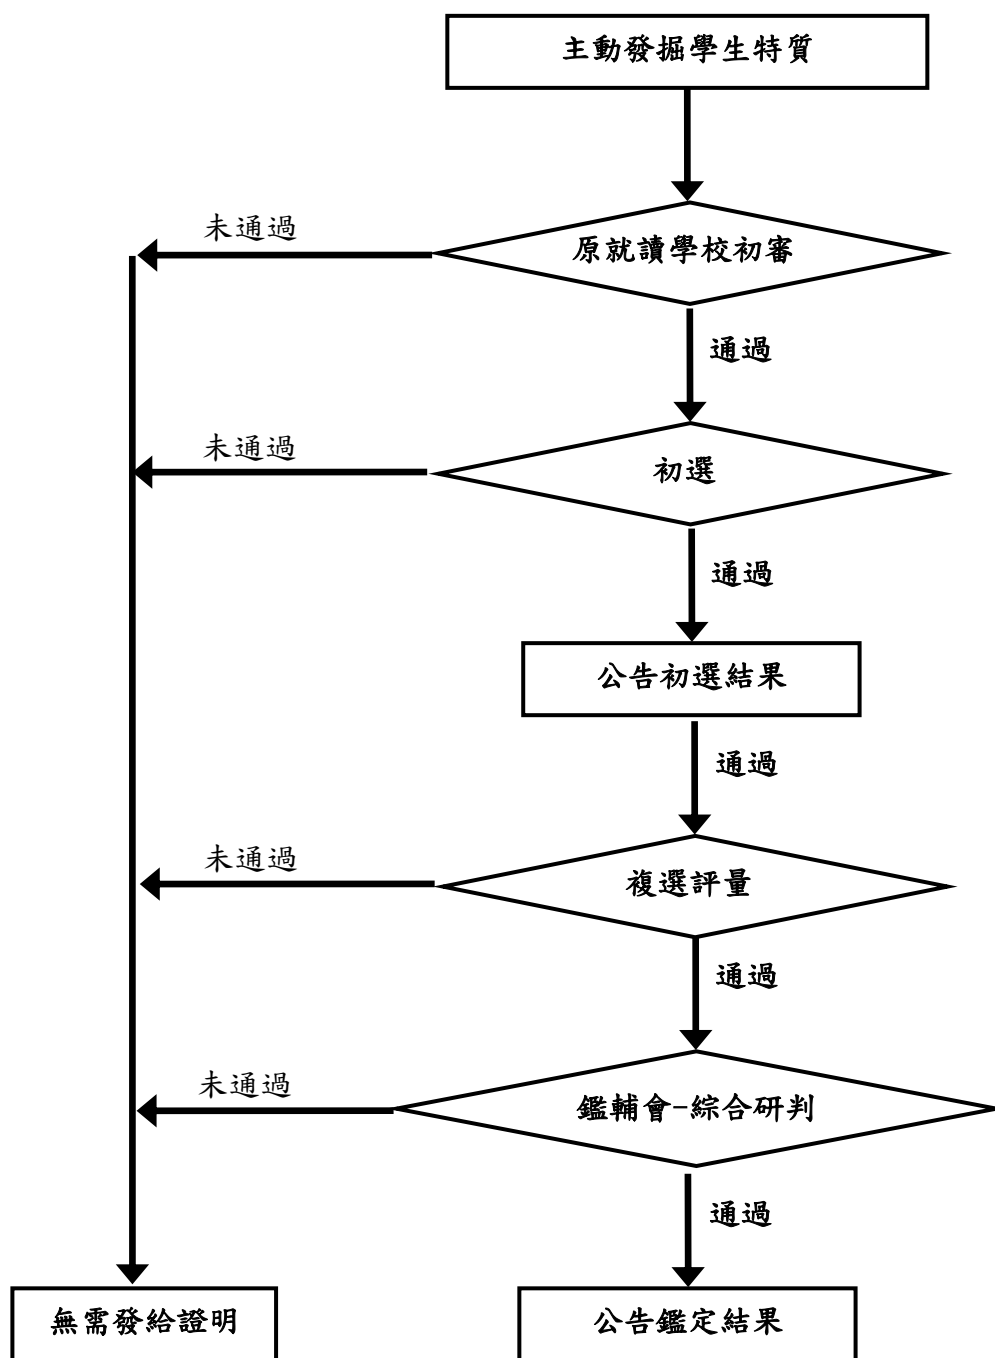 主動發掘學生特質
未通過
原就讀學校初審
通過
未通過
初選
通過
公告初選結果
通過
未通過
複選評量
通過
未通過
鑑輔會-綜合研判
通過
無需發給證明
公告鑑定結果